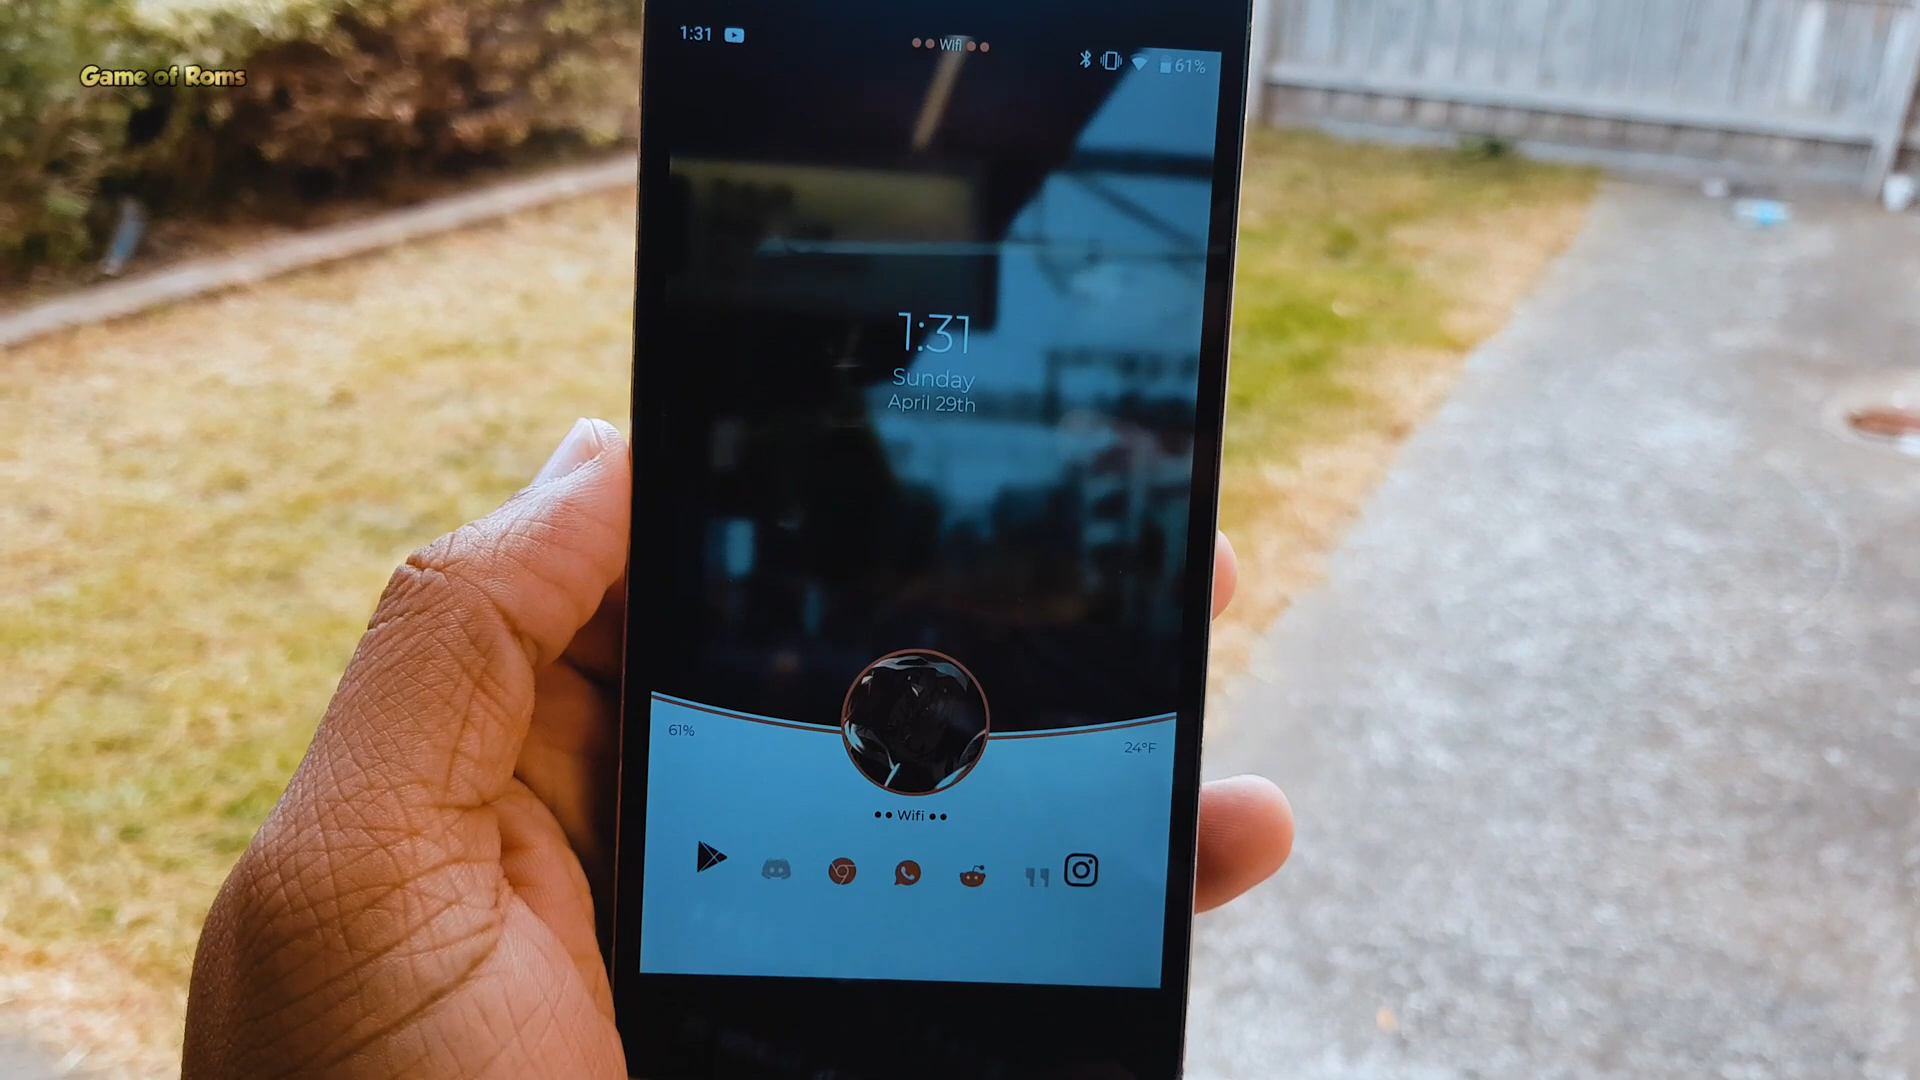 Game of Roms
1:31
Wifi
61%
1:31
Sunday
April 29th
61%
24°F
•• Wifi ••